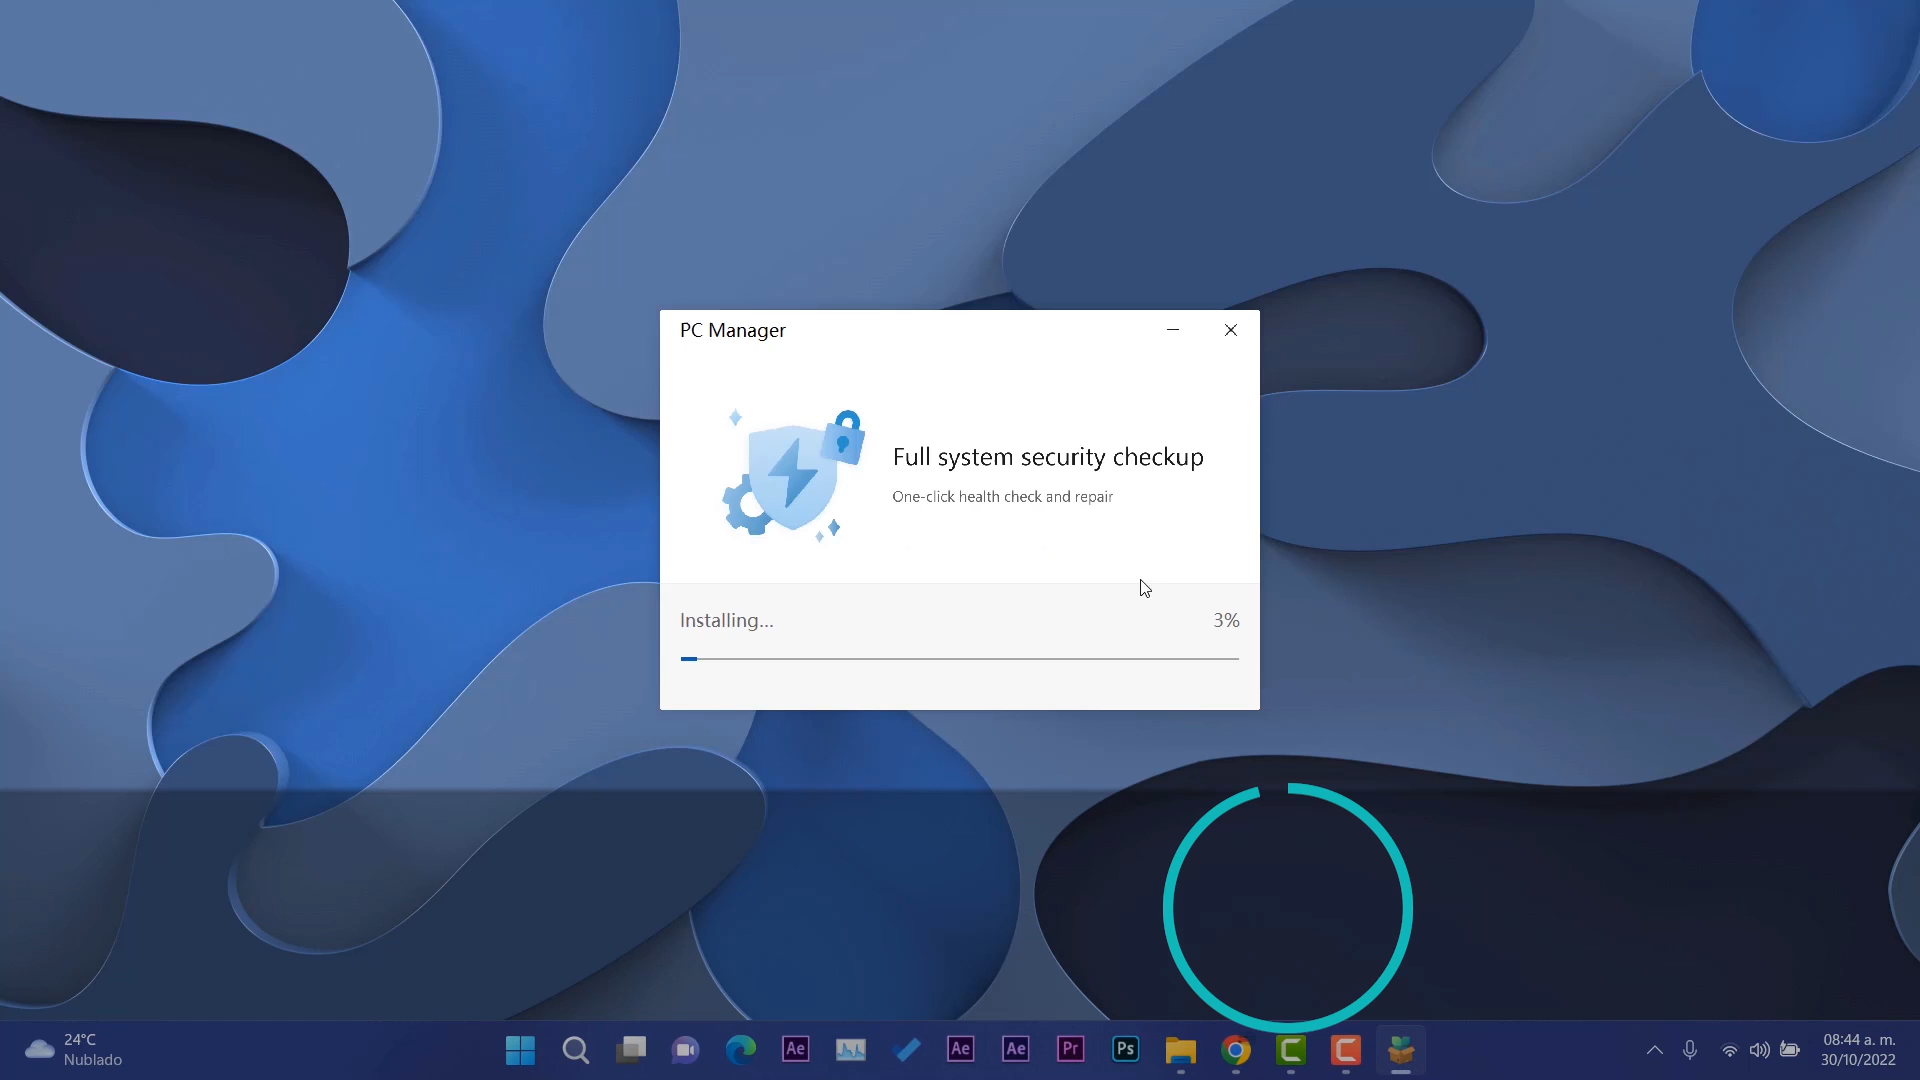 PC Manager
Full system security checkup
One-click health check and repair
Installing...
3%
24°C
Nublado
Ae
Ae
Ae
Pr
Ps
08:44 a. m.
30/10/2022